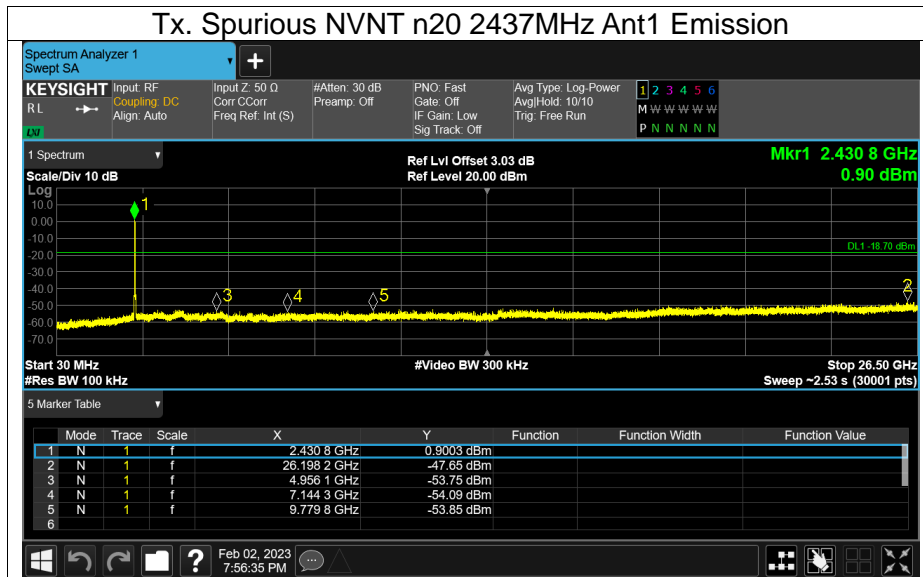 Tx. Spurious NVNT n20 2437MHz Ant1 Emission
Spectrum Analyzer 1
Swept SA
+
KEYSIGHT Input: RF Input Z: 50 Ω #Atten: 30 dB PNO: Fast Avg Type: Log-Power 1 2 3 4 5 6
RL Coupling: DC Corr CCorr Preamp: Off Gate: Off Avg|Hold: 10/10 M W W W W W
Align: Auto Freq Ref: Int (S) IF Gain: Low Trig: Free Run
LXI Sig Track: Off P N N N N N
1 Spectrum Ref Lvl Offset 3.03 dB Mkr1 2.430 8 GHz
Scale/Div 10 dB Ref Level 20.00 dBm 0.90 dBm
Log
10.0 1
0.00
-10.0
DL1 -18.70 dBm
-20.0
-30.0
-40.0 2
-50.0 3 4 5
-60.0
-70.0
Start 30 MHz #Video BW 300 kHz Stop 26.50 GHz
#Res BW 100 kHz Sweep ~2.53 s (30001 pts)
5 Marker Table
Mode Trace Scale X Y Function Function Width Function Value
1 N 1 f 2.430 8 GHz 0.9003 dBm
2 N 1 f 26.198 2 GHz -47.65 dBm
3 N 1 f 4.956 1 GHz -53.75 dBm
4 N 1 f 7.144 3 GHz -54.09 dBm
5 N 1 f 9.779 8 GHz -53.85 dBm
6
? Feb 02, 2023
7:56:35 PM